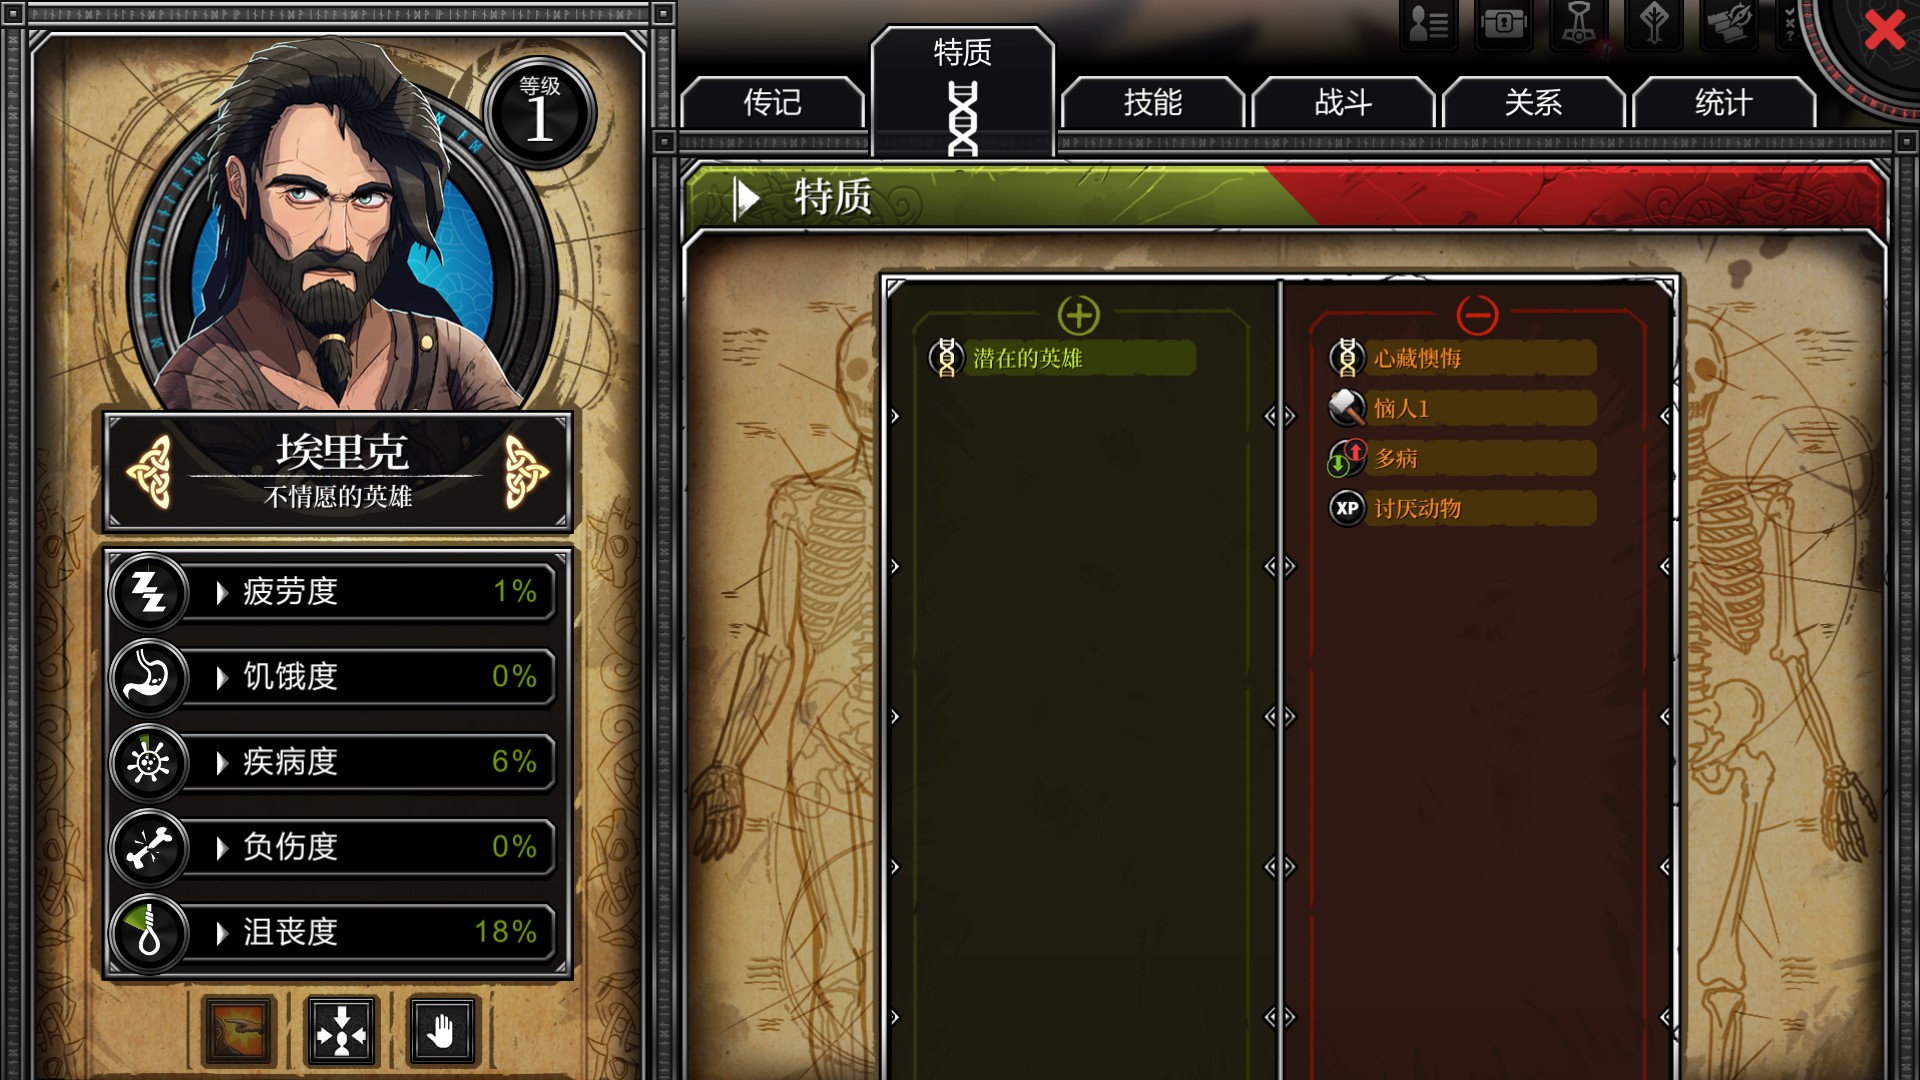 等级
1
埃里克
不情愿的英雄
疲劳度 1%
饥饿度 0%
疾病度 6%
负伤度 0%
沮丧度 18%
传记
特质
技能
战斗
关系
统计
特质
潜在的英雄
心藏懊悔
恼人1
多病
XP 讨厌动物